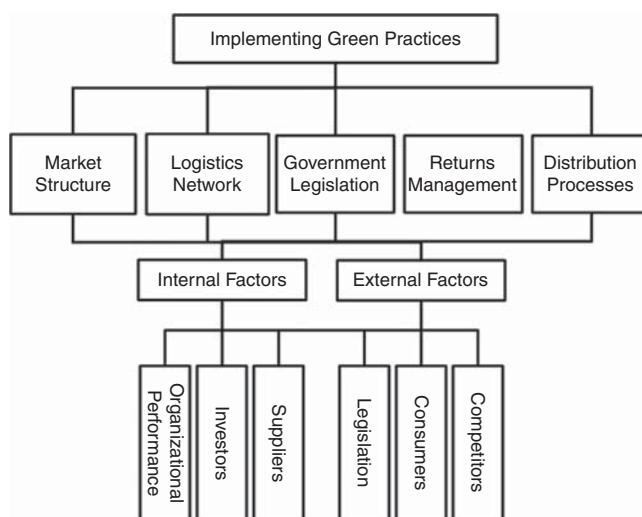 Implementing Green Practices
Market
Structure
Logistics
Network
Government
Legislation
Returns
Management
Distribution
Processes
Internal Factors
External Factors
Organizational
Performance
Investors
Suppliers
Legislation
Consumers
Competitors